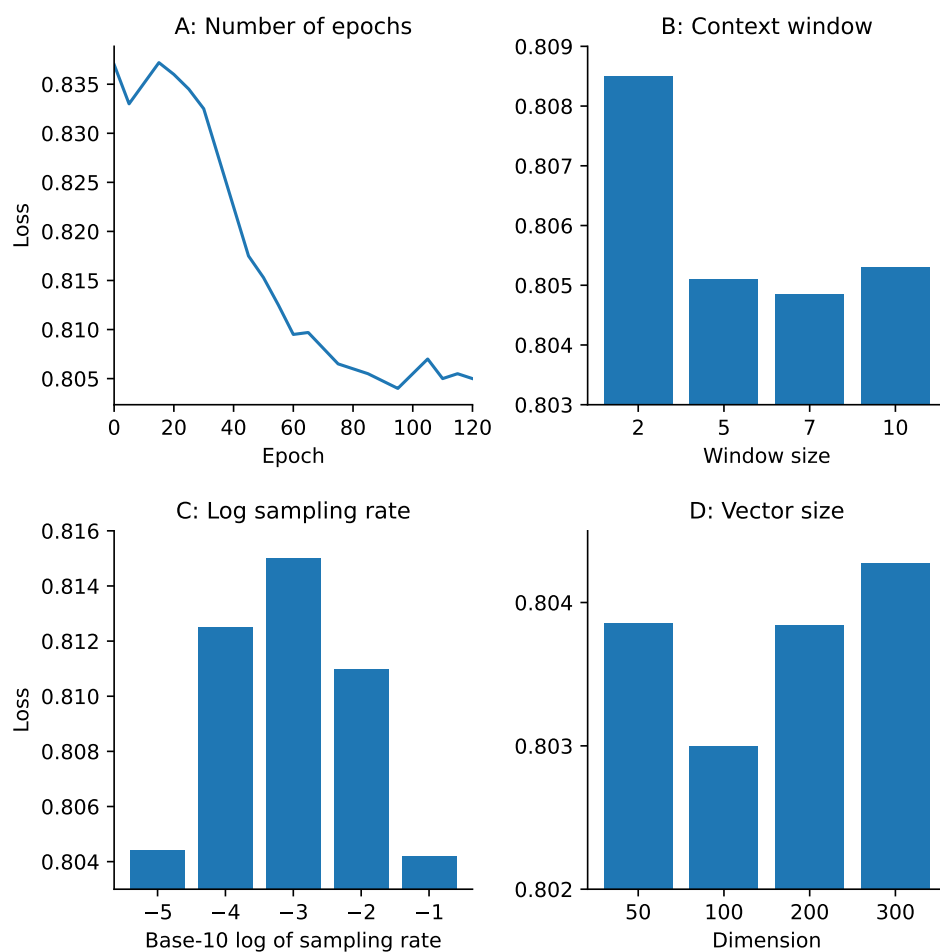 A: Number of epochs
0.835
0.830
0.825
0.820
0.815
0.810
0.805
Loss
0 20 40 60 80 100 120
Epoch
B: Context window
0.809
0.808
0.807
0.806
0.805
0.804
0.803
2 5 7 10
Window size
C: Log sampling rate
0.816
0.814
0.812
0.810
0.808
0.806
0.804
Loss
−5 −4 −3 −2 −1
Base-10 log of sampling rate
D: Vector size
0.804
0.803
0.802
50 100 200 300
Dimension